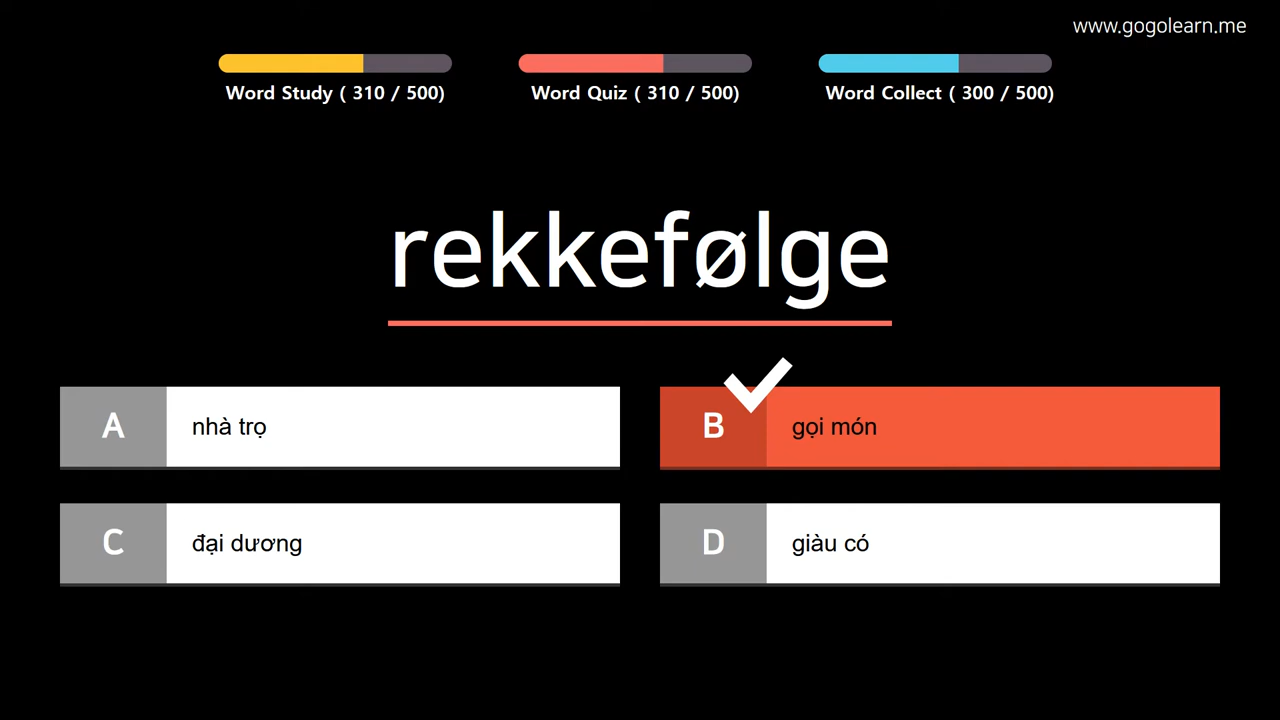 www.gogolearn.me
Word Study ( 310 / 500)
Word Quiz ( 310 / 500)
Word Collect ( 300 / 500)
rekkefølge
A nhà trọ
B gọi món
C đại dương
D giàu có